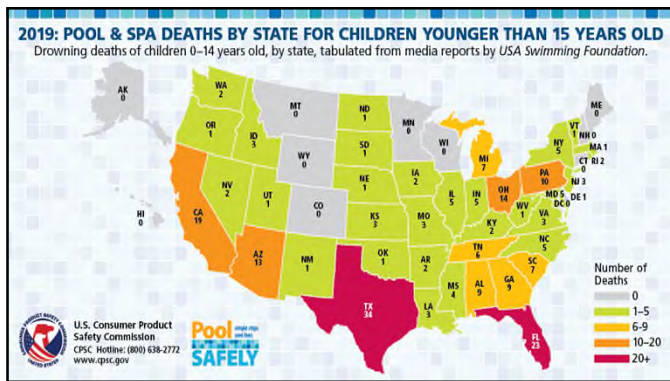 2019: POOL & SPA DEATHS BY STATE FOR CHILDREN YOUNGER THAN 15 YEARS OLD
Drowning deaths of children 0–14 years old, by state, tabulated from media reports by USA Swimming Foundation.
AK
0
WA
2
MT
0
ND
1
MN
0
ME
0
VT
1
NH 0
OR
1
ID
3
WY
0
SD
1
WI
0
MI
7
NY
5
MA 1
CT
0
RI 2
NV
2
UT
1
CO
0
NE
1
IA
2
IL
5
IN
5
OH
14
PA
10
NJ 3
MD 5
DE 1
DC 0
WV
1
VA
3
HI
0
CA
19
AZ
13
NM
1
KS
3
MO
3
KY
2
NC
5
OK
1
AR
2
TN
6
SC
7
TX
34
LA
3
MS
4
AL
9
GA
9
FL
23
Number of
Deaths
0
1–5
6-9
10–20
20+
U.S. Consumer Product
Safety Commission
CPSC Hotline: (800) 638-2772
www.cpsc.gov
Pool
SAFELY